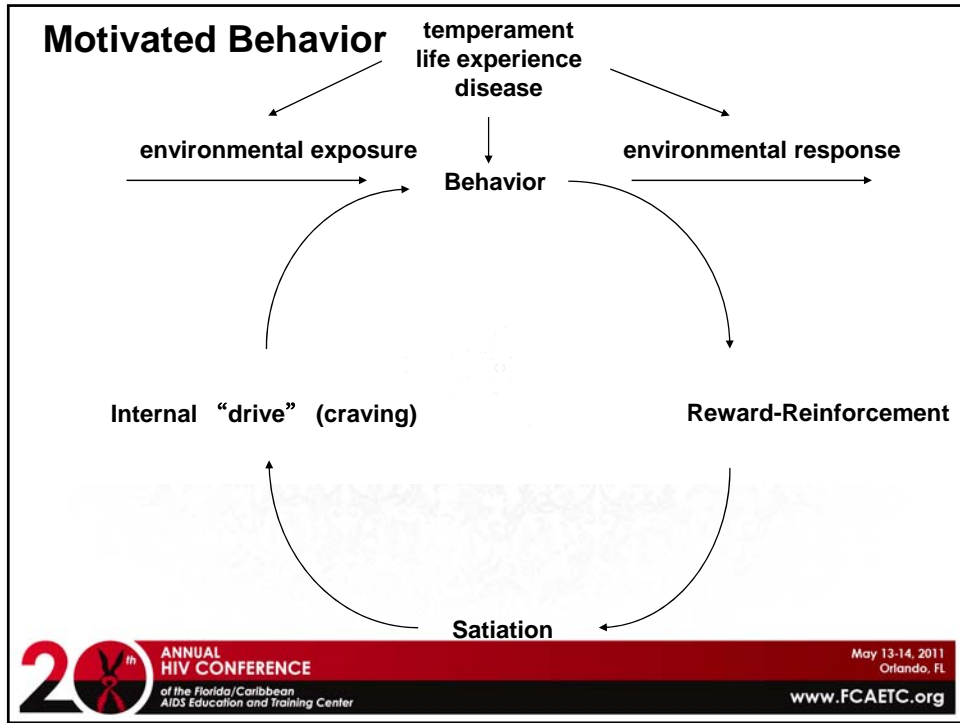 Motivated Behavior
temperament
life experience
disease
environmental exposure
environmental response
Behavior
Internal “drive” (craving)
Reward-Reinforcement
Satiation
20th
ANNUAL
HIV CONFERENCE
of the Florida/Caribbean
AIDS Education and Training Center
May 13-14, 2011
Orlando, FL
www.FCAETC.org